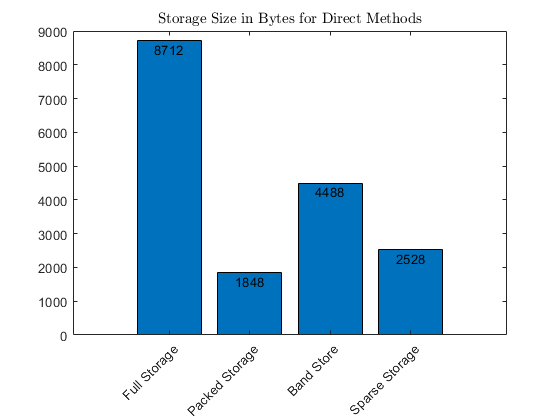 Storage Size in Bytes for Direct Methods
9000
8000
7000
6000
5000
4000
3000
2000
1000
0
8712
1848
4488
2528
Full Storage
Packed Storage
Band Store
Sparse Storage